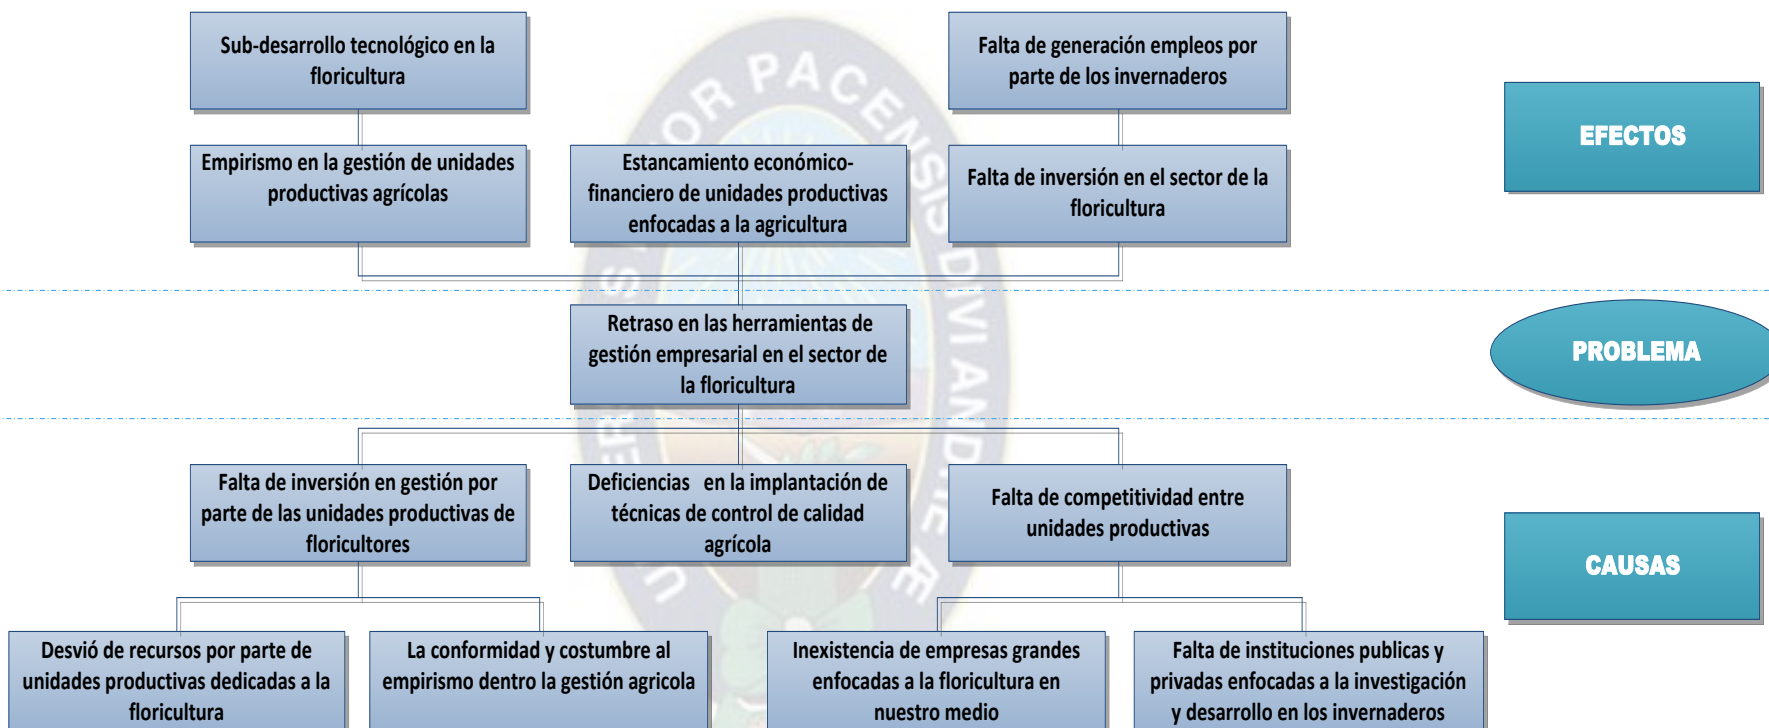 Sub-desarrollo tecnológico en la
floricultura
Falta de generación empleos por
parte de los invernaderos
EFECTOS
Empirismo en la gestión de unidades
productivas agrícolas
Estancamiento económico-
financiero de unidades productivas
enfocadas a la agricultura
Falta de inversión en el sector de la
floricultura
Retraso en las herramientas de
gestión empresarial en el sector de
la floricultura
PROBLEMA
Falta de inversión en gestión por
parte de las unidades productivas de
floricultores
Deficiencias en la implantación de
técnicas de control de calidad
agrícola
Falta de competitividad entre
unidades productivas
CAUSAS
Desvió de recursos por parte de
unidades productivas dedicadas a la
floricultura
La conformidad y costumbre al
empirismo dentro la gestión agricola
Inexistencia de empresas grandes
enfocadas a la floricultura en
nuestro medio
Falta de instituciones publicas y
privadas enfocadas a la investigación
y desarrollo en los invernaderos
PACENSIS DIVI ANDRE Æ